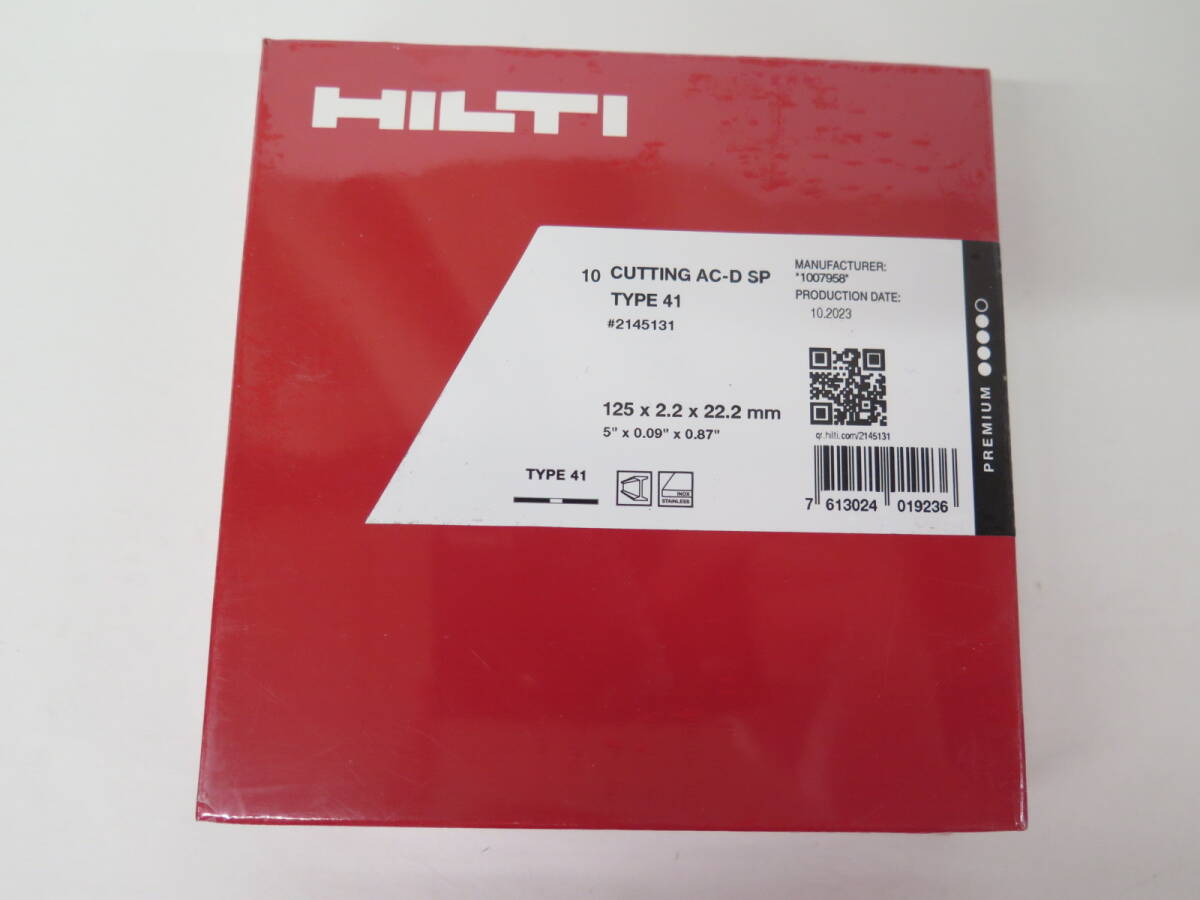 HILTI
10 CUTTING AC-D SP
TYPE 41
#2145131
MANUFACTURER:
"1007958"
PRODUCTION DATE:
10.2023
qr.hilti.com/2145131
125 x 2.2 x 22.2 mm
5" x 0.09" x 0.87"
TYPE 41
INOX
STAINLESS
7 613024 019236
PREMIUM